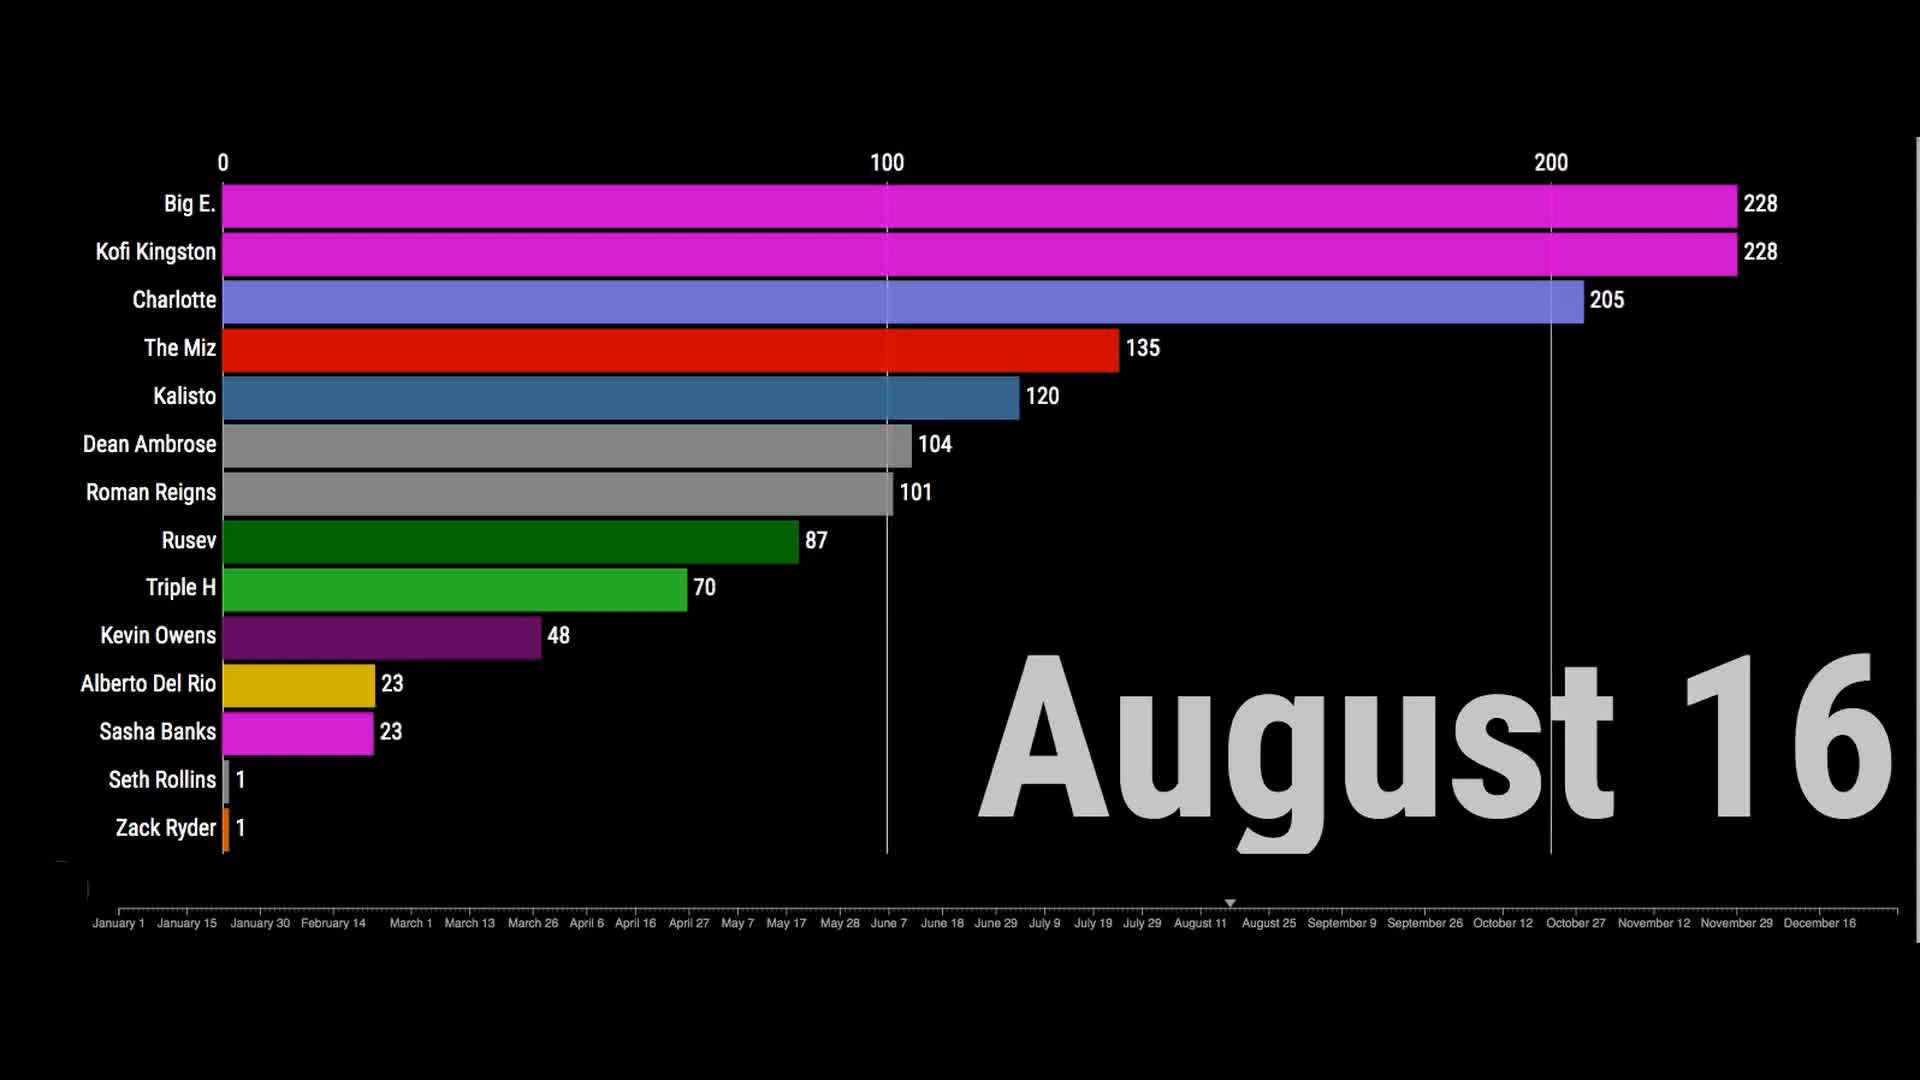 0 100 200
Big E. 228
Kofi Kingston 228
Charlotte 205
The Miz 135
Kalisto 120
Dean Ambrose 104
Roman Reigns 101
Rusev 87
Triple H 70
Kevin Owens 48
Alberto Del Rio 23
Sasha Banks 23
Seth Rollins 1
Zack Ryder 1
August 16
January 1 January 15 January 30 February 14 March 1 March 13 March 26 April 6 April 16 April 27 May 7 May 17 May 28 June 7 June 18 June 29 July 9 July 19 July 29 August 11 August 25 September 9 September 26 October 12 October 27 November 12 November 29 December 16